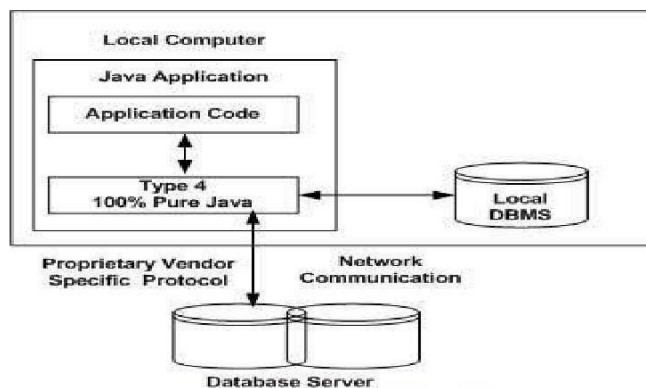 Local Computer
Java Application
Application Code
Type 4
100% Pure Java
Local
DBMS
Proprietary Vendor
Specific Protocol
Network
Communication
Database Server